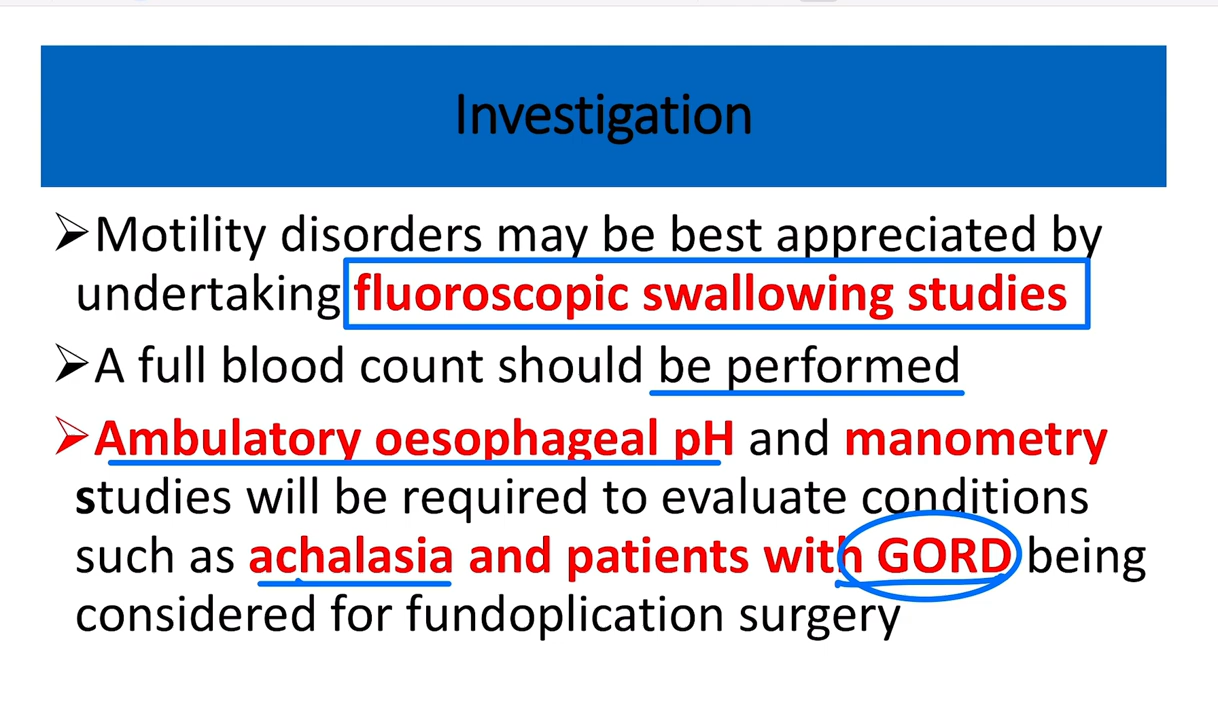 Investigation
➢Motility disorders may be best appreciated by
undertaking fluoroscopic swallowing studies
➢A full blood count should be performed
➢Ambulatory oesophageal pH and manometry
studies will be required to evaluate conditions
such as achalasia and patients with GORD being
considered for fundoplication surgery